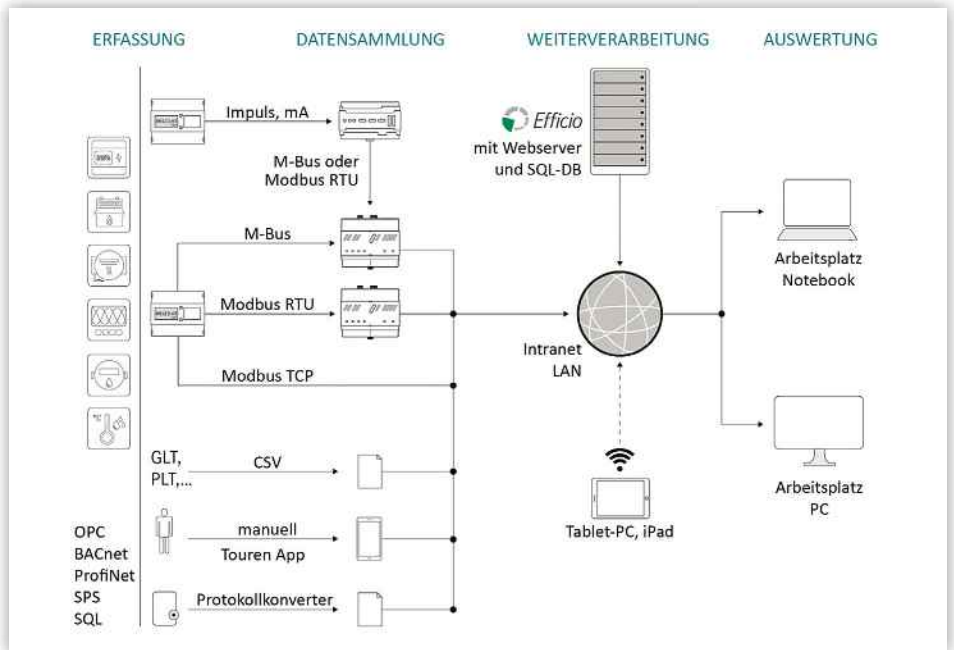 ERFASSUNG
DATENSAMMLUNG
WEITERVERARBEITUNG
AUSWERTUNG
Impuls, mA
M-Bus oder
Modbus RTU
Efficio
mit Webserver
und SQL-DB
M-Bus
Modbus RTU
Modbus TCP
Intranet
LAN
Arbeitsplatz
Notebook
GLT,
PLT,...
CSV
Arbeitsplatz
PC
manuell
Touren App
Tablet-PC, iPad
OPC
BACnet
ProfiNet
SPS
SQL
Protokollkonverter